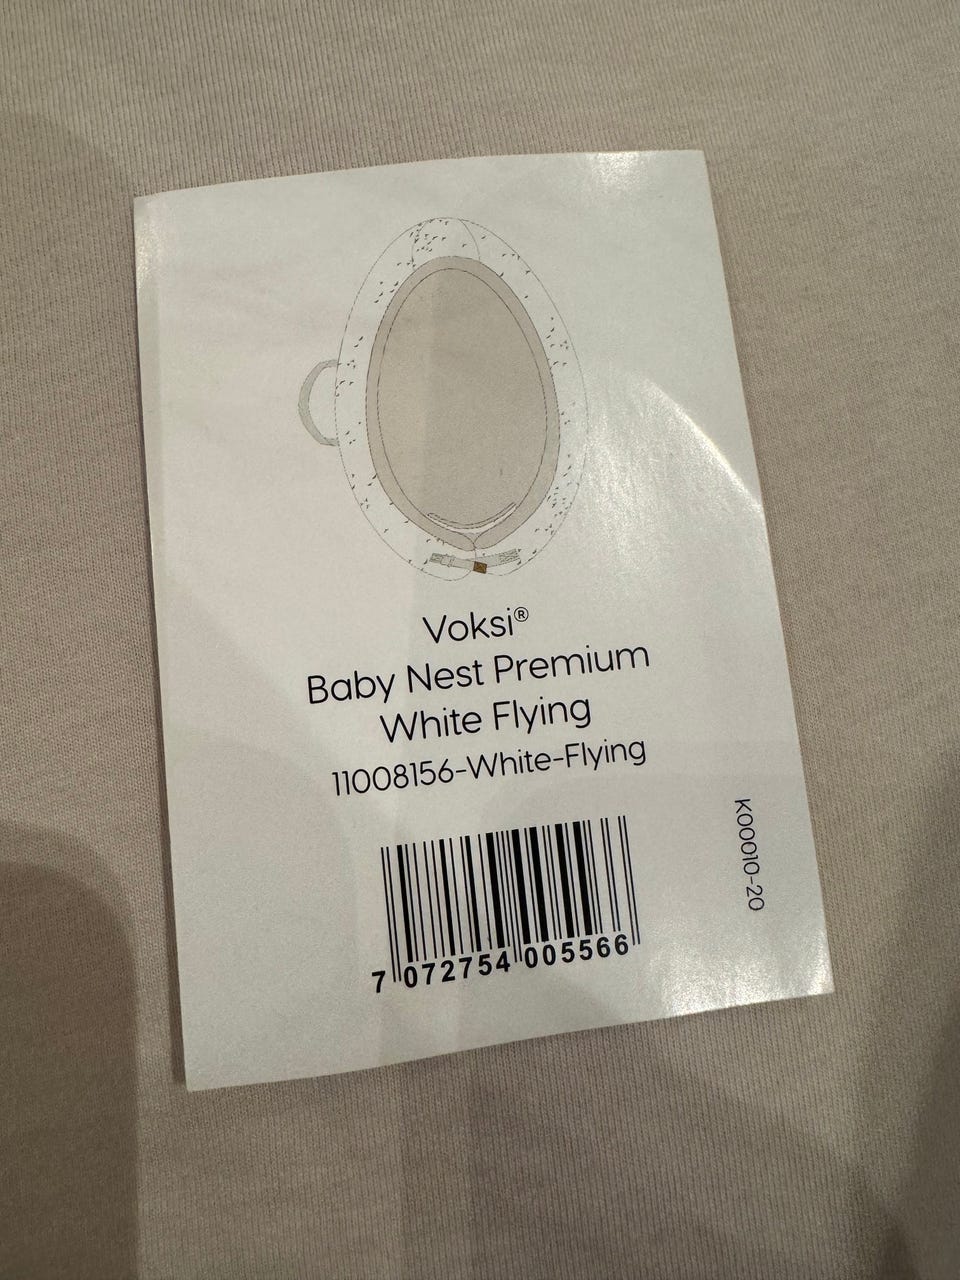 Voksi®
Baby Nest Premium
White Flying
11008156-White-Flying
K00010-20
7 072754 005566